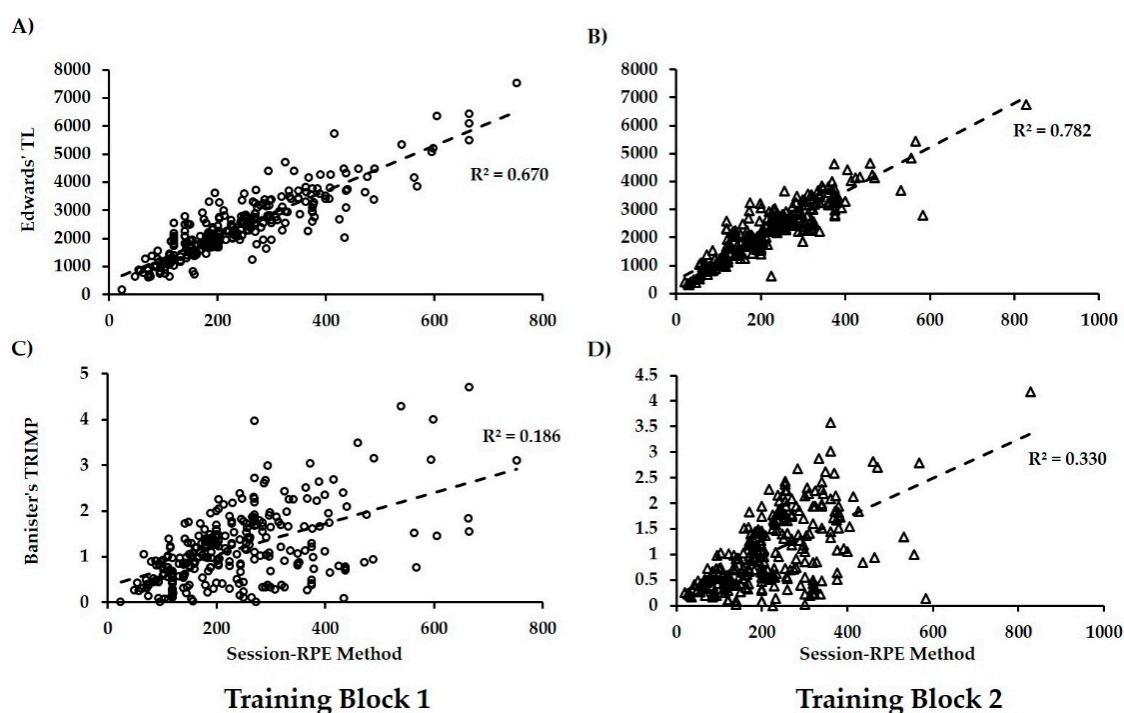 A)
8000
7000
6000
5000
4000
3000
2000
1000
0
Edwards' TL
R² = 0.670
0 200 400 600 800
B)
8000
7000
6000
5000
4000
3000
2000
1000
0
R² = 0.782
0 200 400 600 800 1000
C)
5
4
3
2
1
0
Banister's TRIMP
R² = 0.186
0 200 400 600 800
Session-RPE Method
Training Block 1
D)
4.5
4
3.5
3
2.5
2
1.5
1
0.5
0
R² = 0.330
0 200 400 600 800 1000
Session-RPE Method
Training Block 2